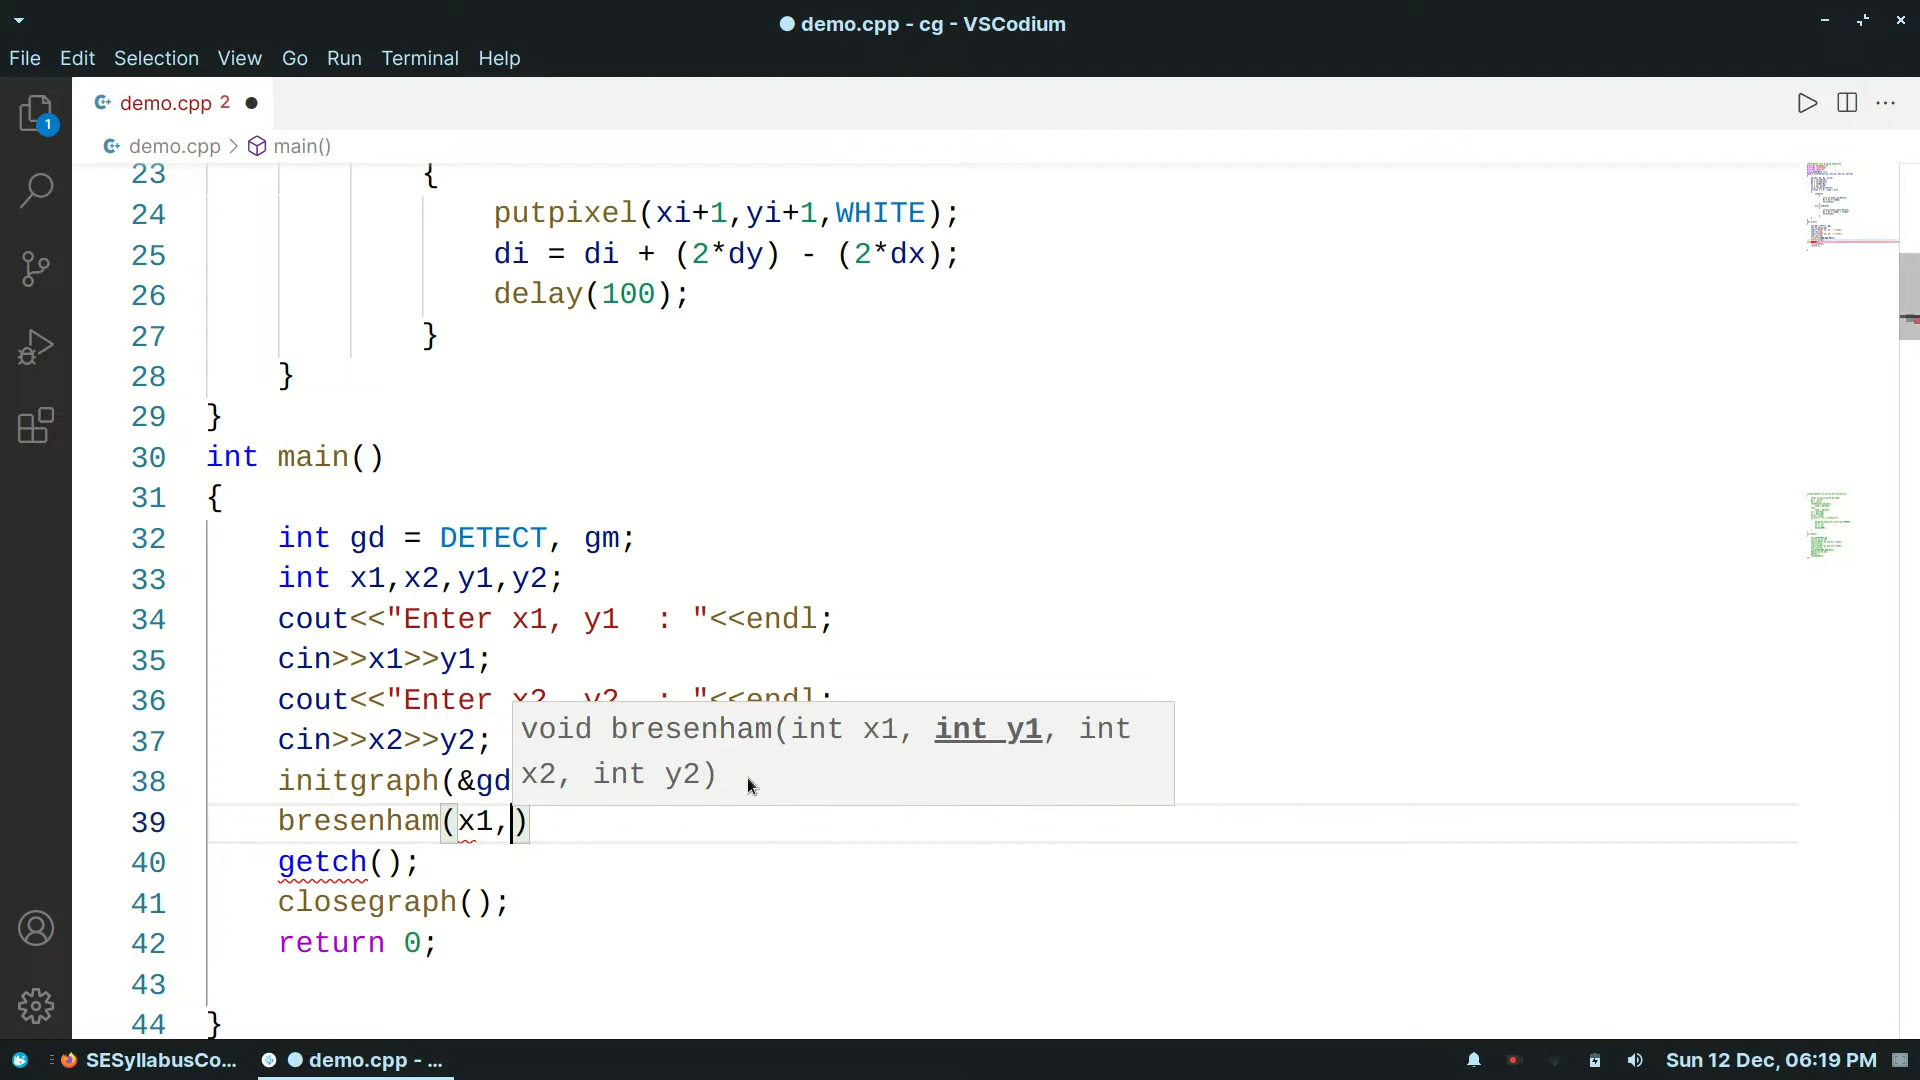 demo.cpp - cg - VSCodium
File Edit Selection View Go Run Terminal Help
demo.cpp 2
1
demo.cpp > main()
23 {
24 putpixel(xi+1,yi+1,WHITE);
25 di = di + (2*dy) - (2*dx);
26 delay(100);
27 }
28 }
29 }
30 int main()
31 {
32 int gd = DETECT, gm;
33 int x1,x2,y1,y2;
34 cout<<"Enter x1, y1  : "<<endl;
35 cin>>x1>>y1;
36 cout<<"Enter x2, y2  : "<<endl;
void bresenham(int x1, int y1, int
37 cin>>x2>>y2;
x2, int y2)
38 initgraph(&gd
39 bresenham(x1,)
40 getch();
41 closegraph();
42 return 0;
43
44 }
SESyllabusCo... demo.cpp - ... Sun 12 Dec, 06:19 PM